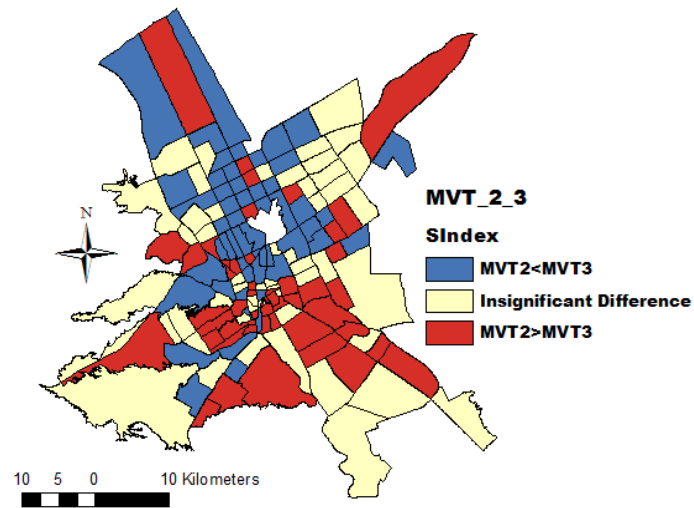 N
MVT_2_3
SIndex
MVT2<MVT3
Insignificant Difference
MVT2>MVT3
10 5 0 10 Kilometers